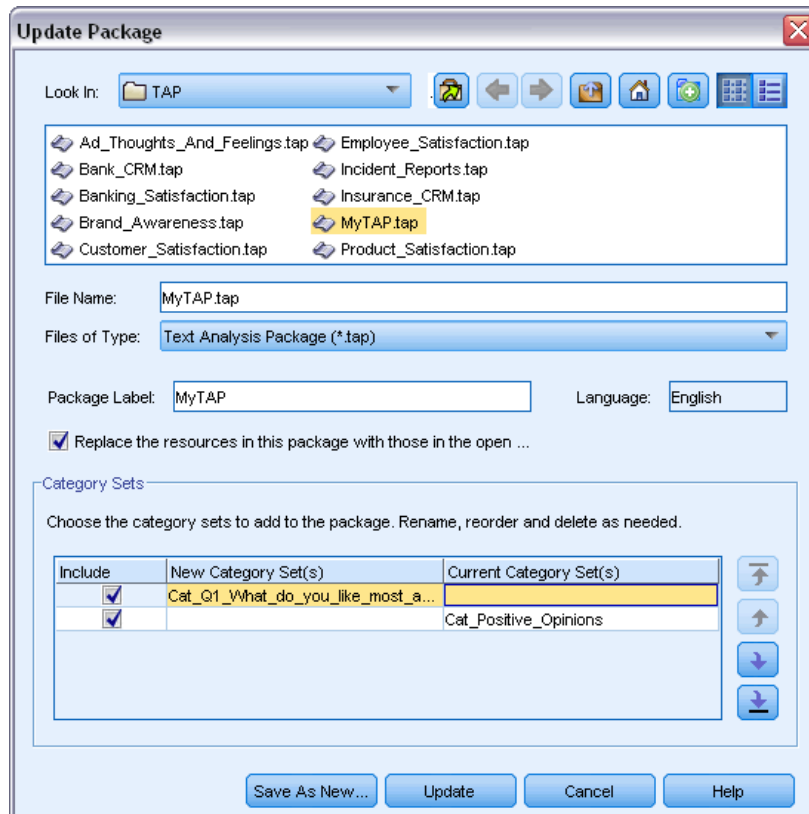 Update Package
Look In: TAP
Ad_Thoughts_And_Feelings.tap Employee_Satisfaction.tap
Bank_CRM.tap Incident_Reports.tap
Banking_Satisfaction.tap Insurance_CRM.tap
Brand_Awareness.tap MyTAP.tap
Customer_Satisfaction.tap Product_Satisfaction.tap
File Name: MyTAP.tap
Files of Type: Text Analysis Package (*.tap)
Package Label: MyTAP Language: English
Replace the resources in this package with those in the open ...
Category Sets
Choose the category sets to add to the package. Rename, reorder and delete as needed.
Include New Category Set(s) Current Category Set(s)
Cat_Q1_What_do_you_like_most_a...
Cat_Positive_Opinions
Save As New... Update Cancel Help